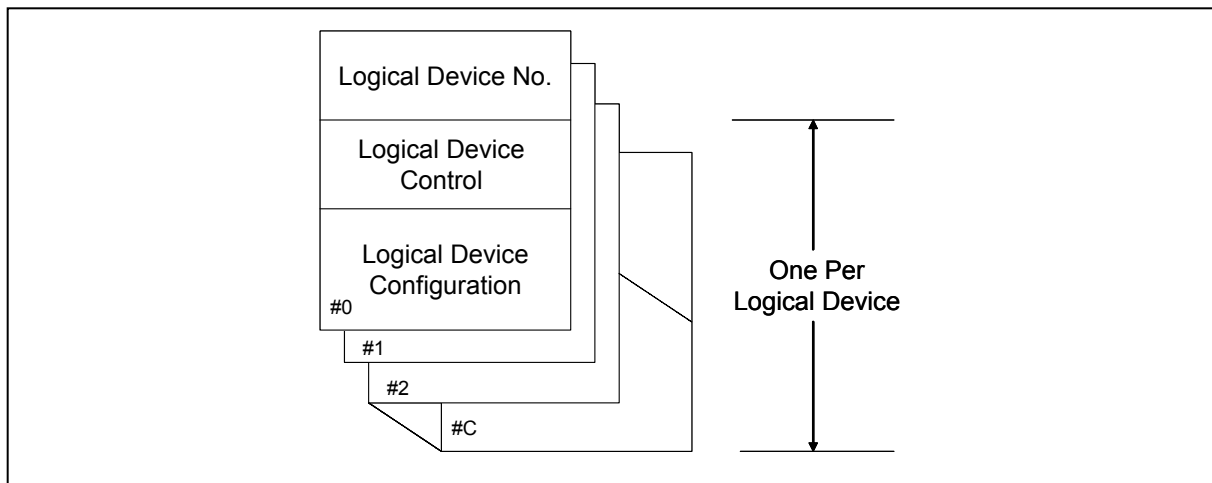 Logical Device No.
Logical Device
Control
Logical Device
Configuration
#0
#1
#2
#C
One Per
Logical Device